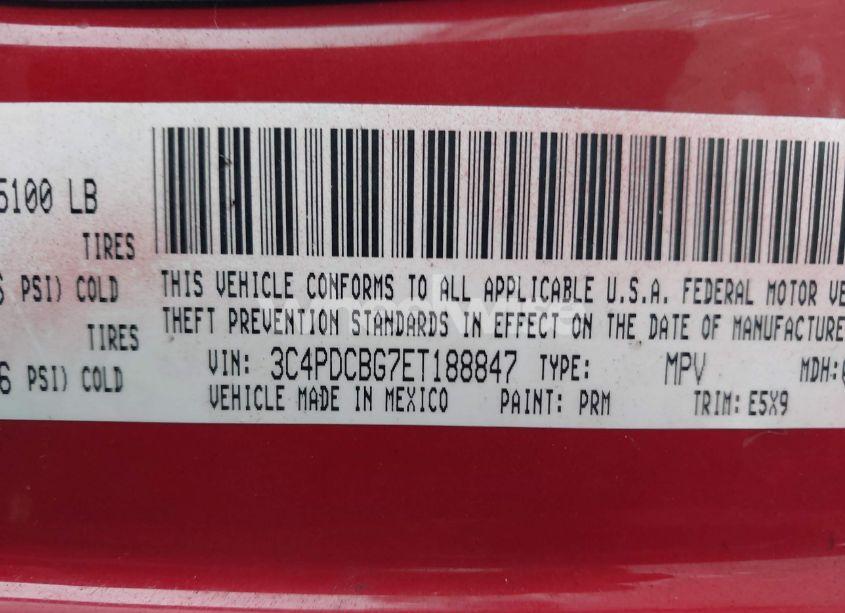 5100 LB
TIRES
PSI) COLD
TIRES
6 PSI) COLD
THIS VEHICLE CONFORMS TO ALL APPLICABLE U.S.A. FEDERAL MOTOR VE
THEFT PREVENTION STANDARDS IN EFFECT ON THE DATE OF MANUFACTURE
VIN: 3C4PDCBG7ET188847 TYPE: MPV MDH:
VEHICLE MADE IN MEXICO PAINT: PRM TRIM: E5X9